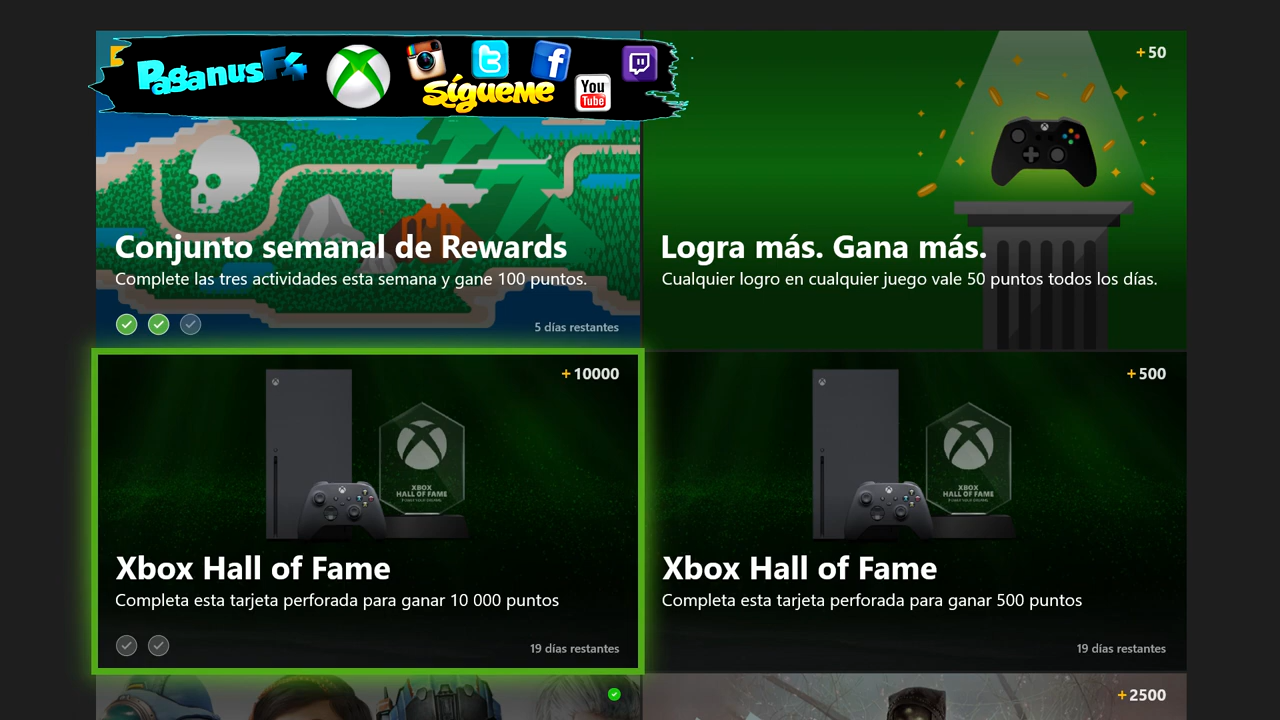 PaganusF4
SígueMe
You
Tube
Conjunto semanal de Rewards
Complete las tres actividades esta semana y gane 100 puntos.
5 días restantes
+50
Logra más. Gana más.
Cualquier logro en cualquier juego vale 50 puntos todos los días.
+10000
XBOX
HALL OF FAME
Xbox Hall of Fame
Completa esta tarjeta perforada para ganar 10 000 puntos
19 días restantes
+500
XBOX
HALL OF FAME
Xbox Hall of Fame
Completa esta tarjeta perforada para ganar 500 puntos
19 días restantes
+2500